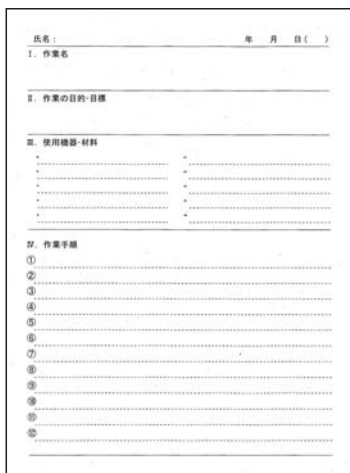 氏名: 年 月 日( )
I. 作業名
II. 作業の目的・目標
III. 使用機器・材料
IV. 作業手順
①
②
③
④
⑤
⑥
⑦
⑧
⑨
⑩
⑪
⑫